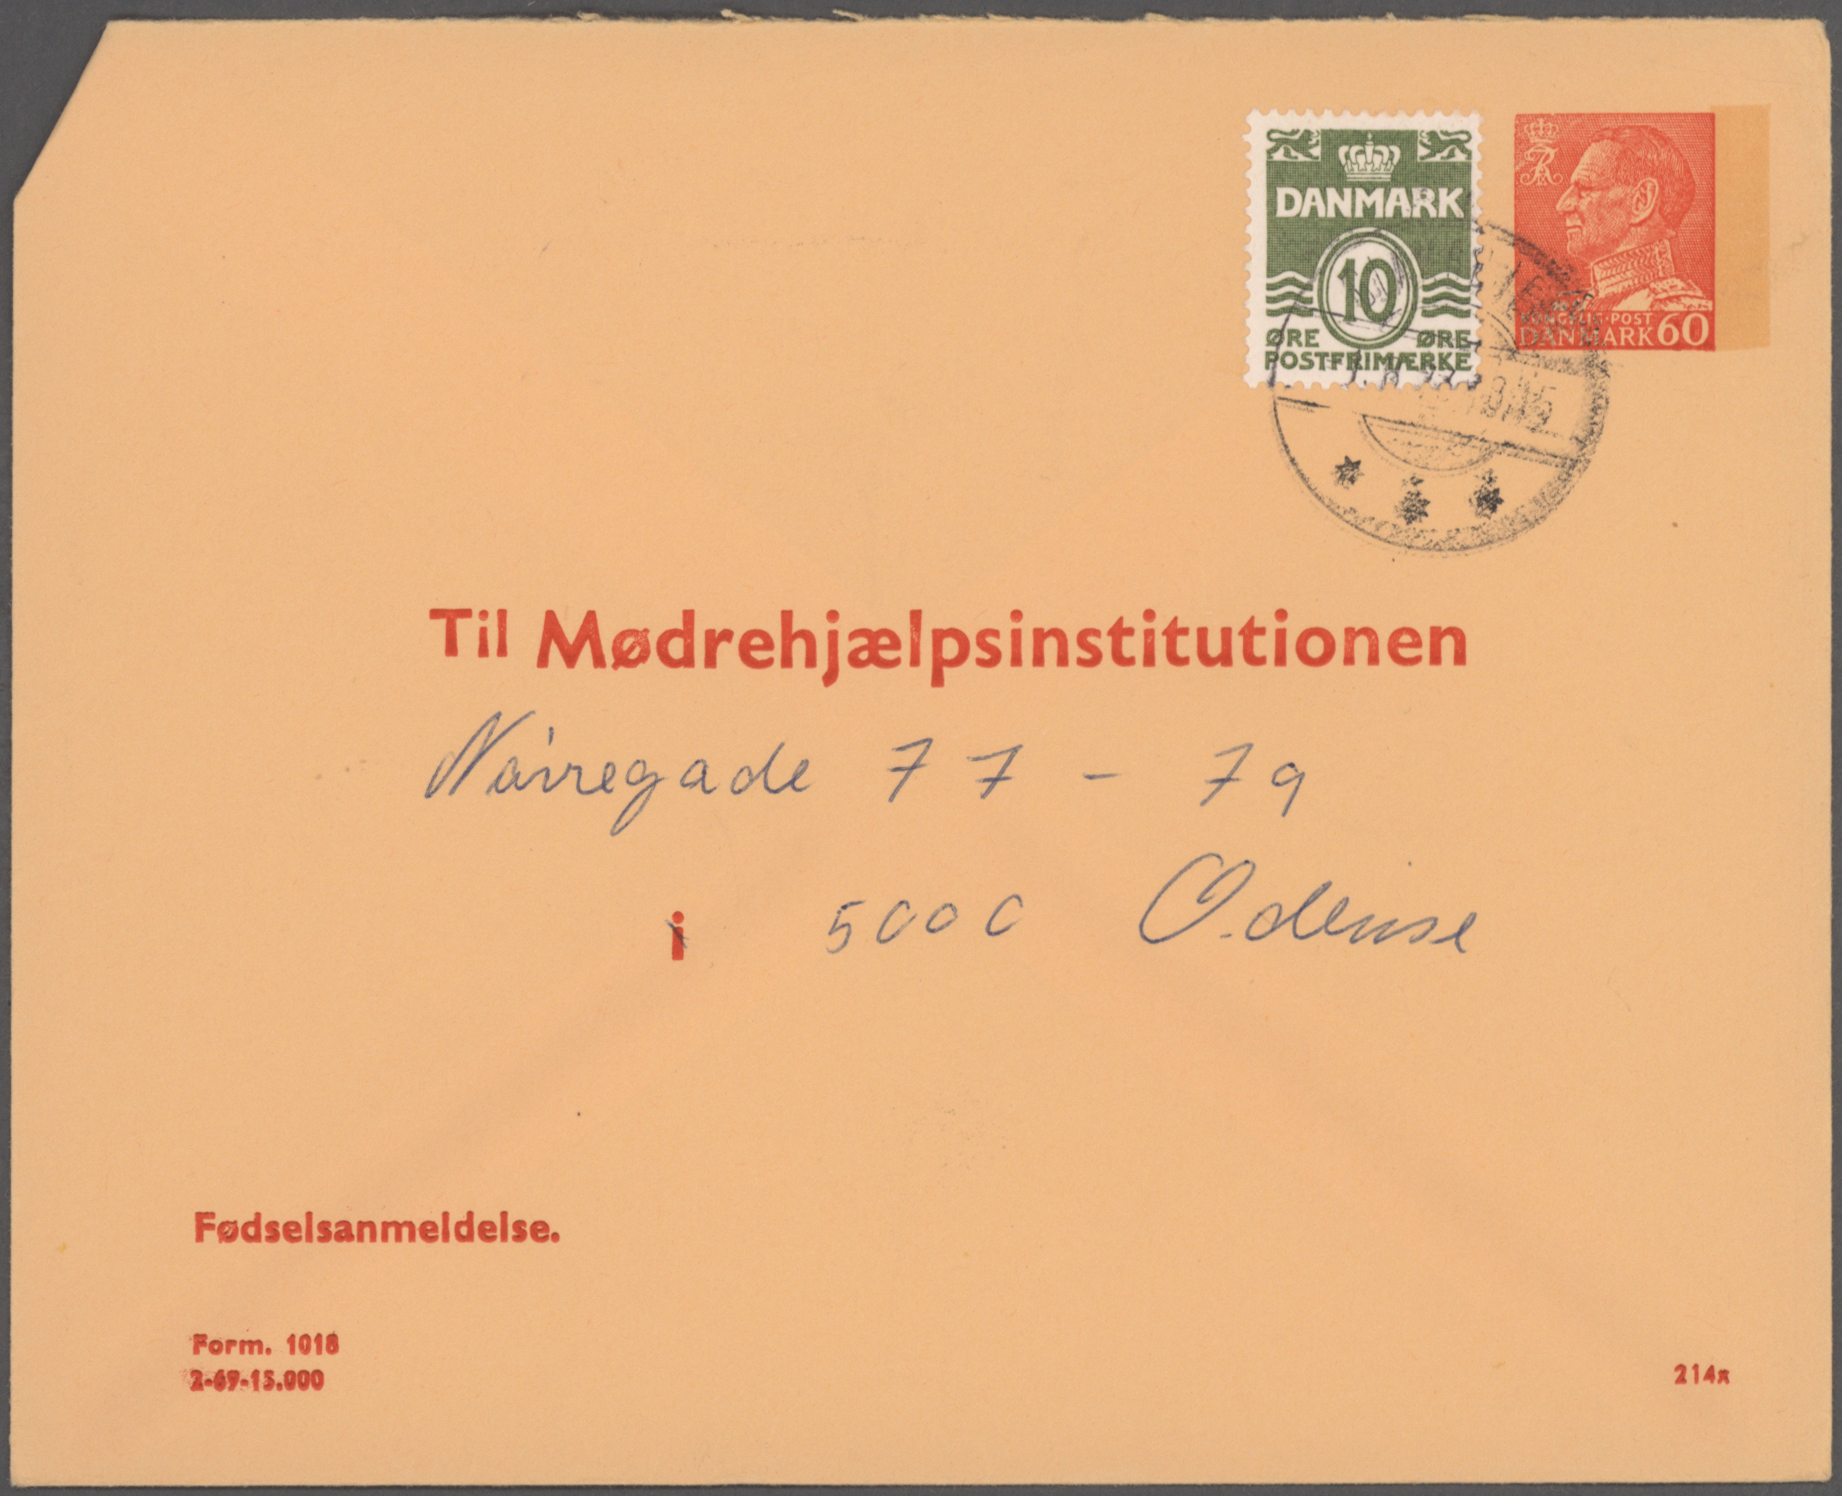 DANMARK
10
ØRE ØRE
POSTFRIMÆRKE
KONGELIG·POST
DANMARK 60
Til Mødrehjælpsinstitutionen
Nørregade 77 - 79
i 5000 Odense
Fødselsanmeldelse.
Form. 1018
2-69-15.000
214x